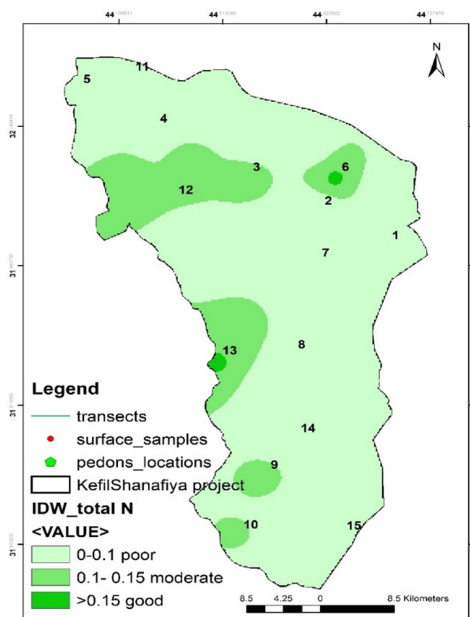 44
44
44
44
N
11
5
4
3
6
12
2
1
7
13
8
14
9
10
15
32
31
31
31
Legend
transects
surface_samples
pedons_locations
KefilShanafiya project
IDW_total N
<VALUE>
0-0.1 poor
0.1- 0.15 moderate
>0.15 good
8.5 4.25 0 8.5 Kilometers